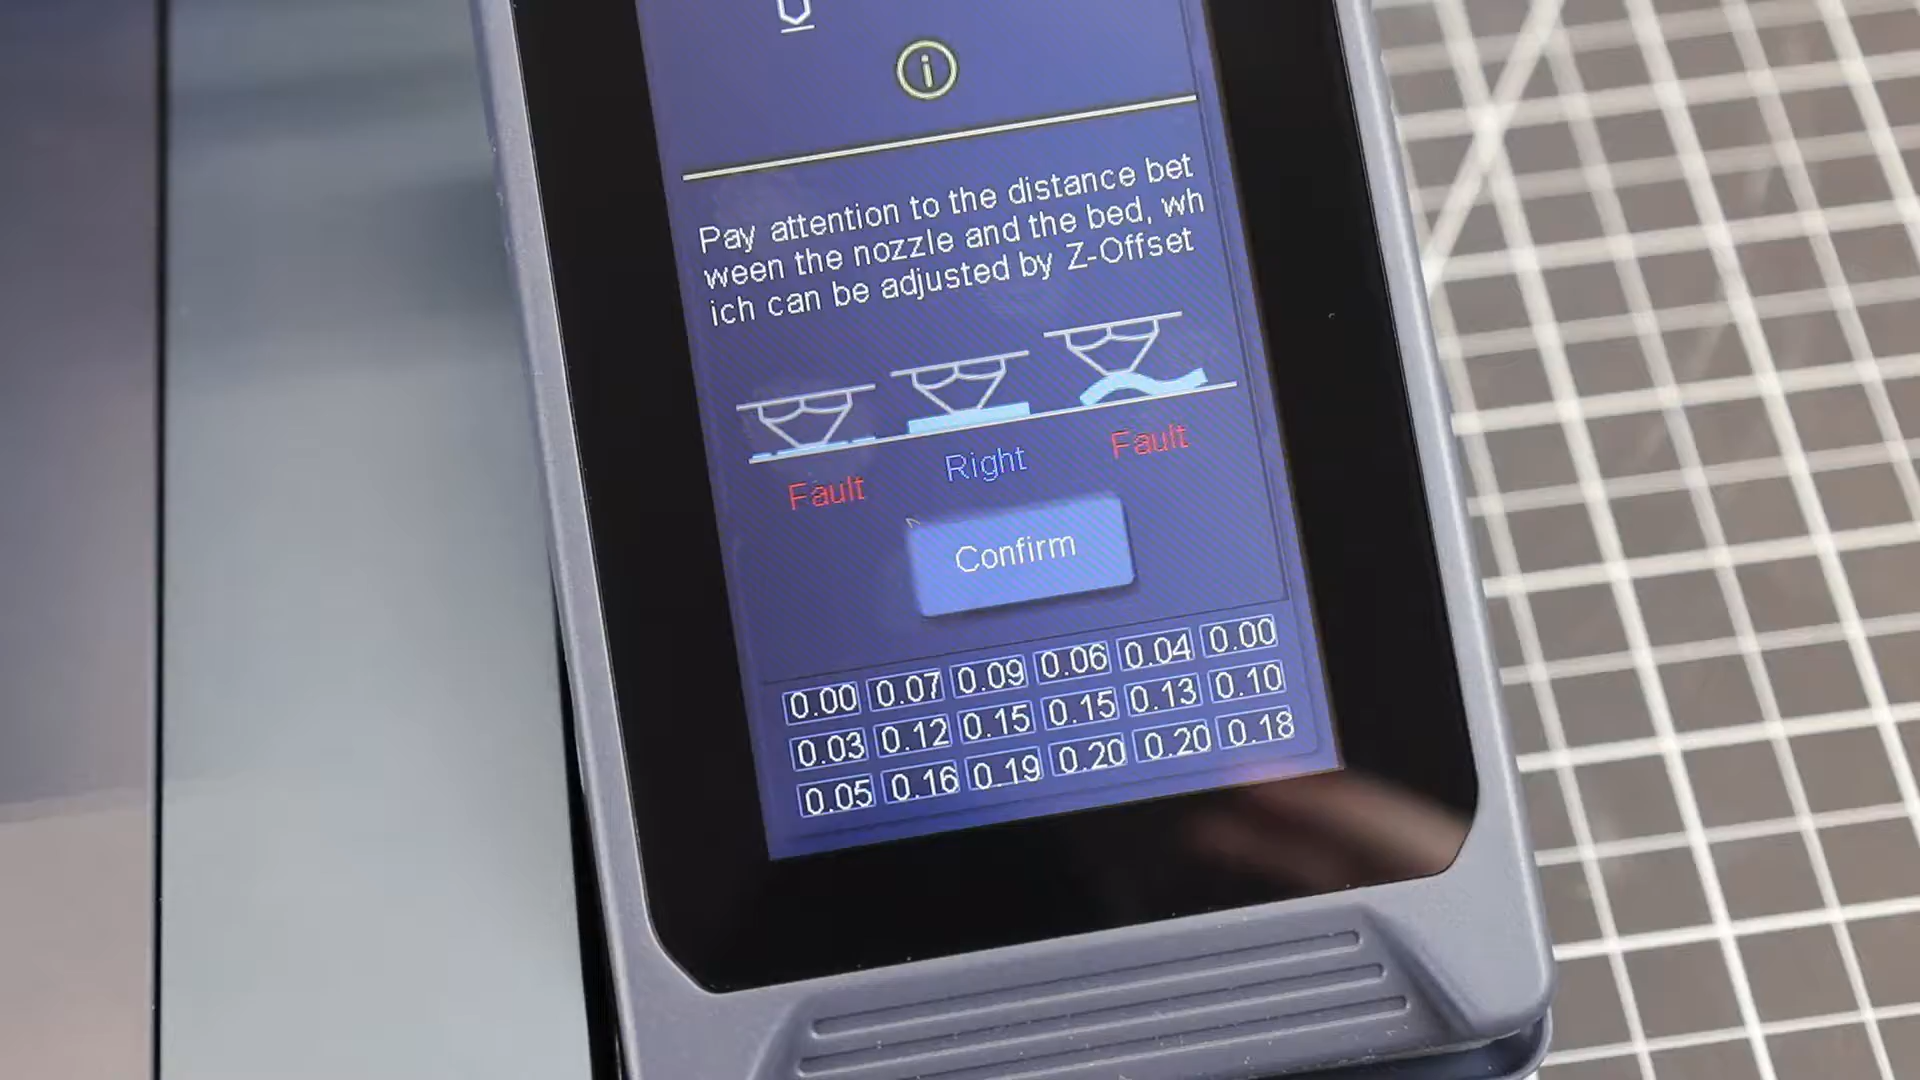 Pay attention to the distance bet
ween the nozzle and the bed, wh
ich can be adjusted by Z-Offset
Fault Right Fault
Confirm
0.00 0.07 0.09 0.06 0.04 0.00
0.03 0.12 0.15 0.15 0.13 0.10
0.05 0.16 0.19 0.20 0.20 0.18